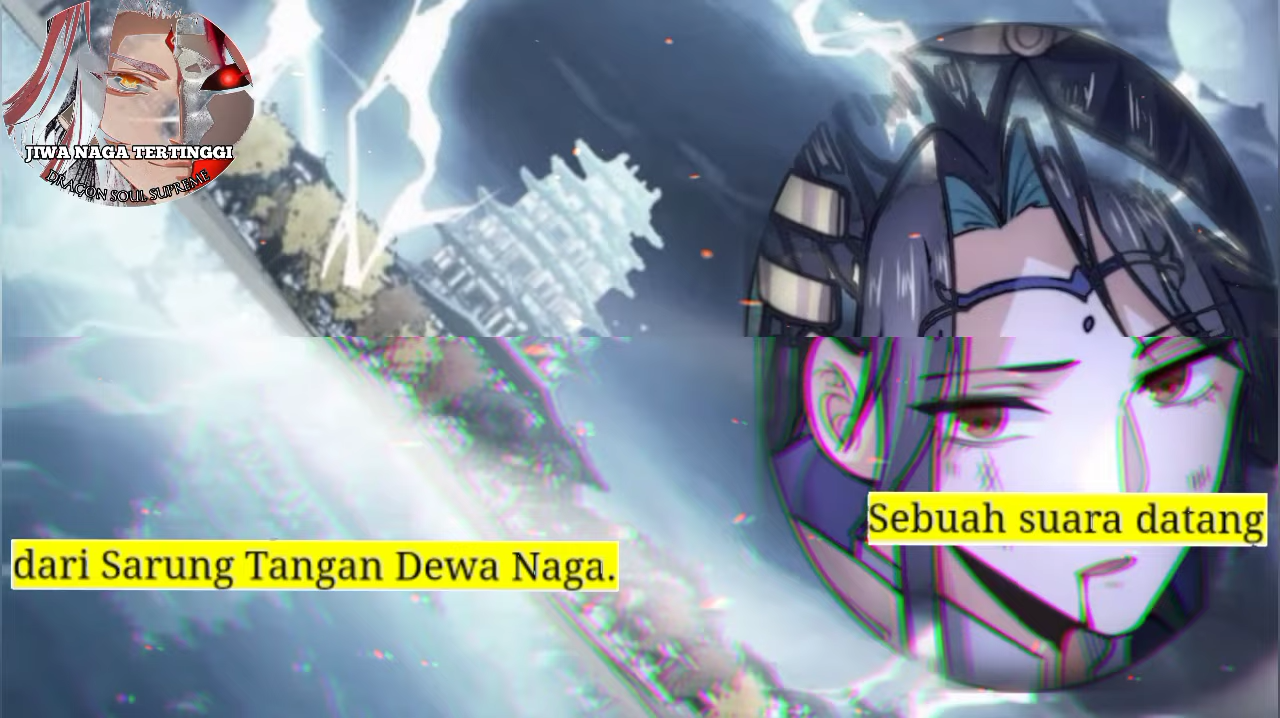 JIWA NAGA TERTINGGI
DRAGON SOUL SUPREME
Sebuah suara datang
dari Sarung Tangan Dewa Naga.